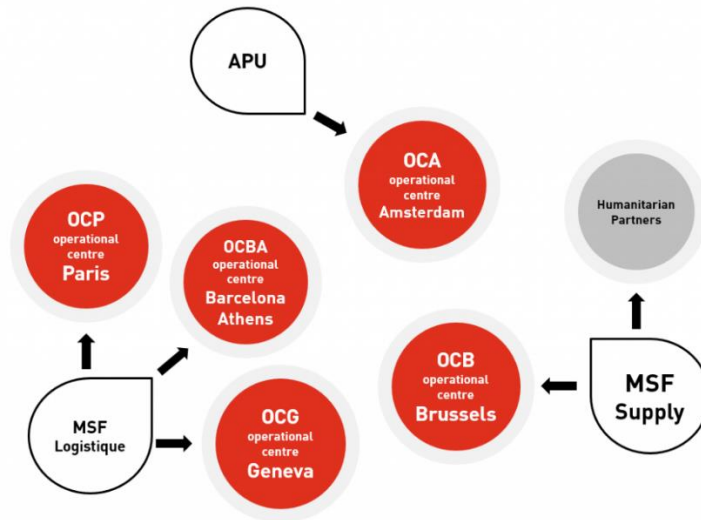 APU
OCA
operational
centre
Amsterdam
Humanitarian
Partners
OCP
operational
centre
Paris
OCBA
operational
centre
Barcelona
Athens
OCB
operational
centre
Brussels
MSF
Supply
MSF
Logistique
OCG
operational
centre
Geneva